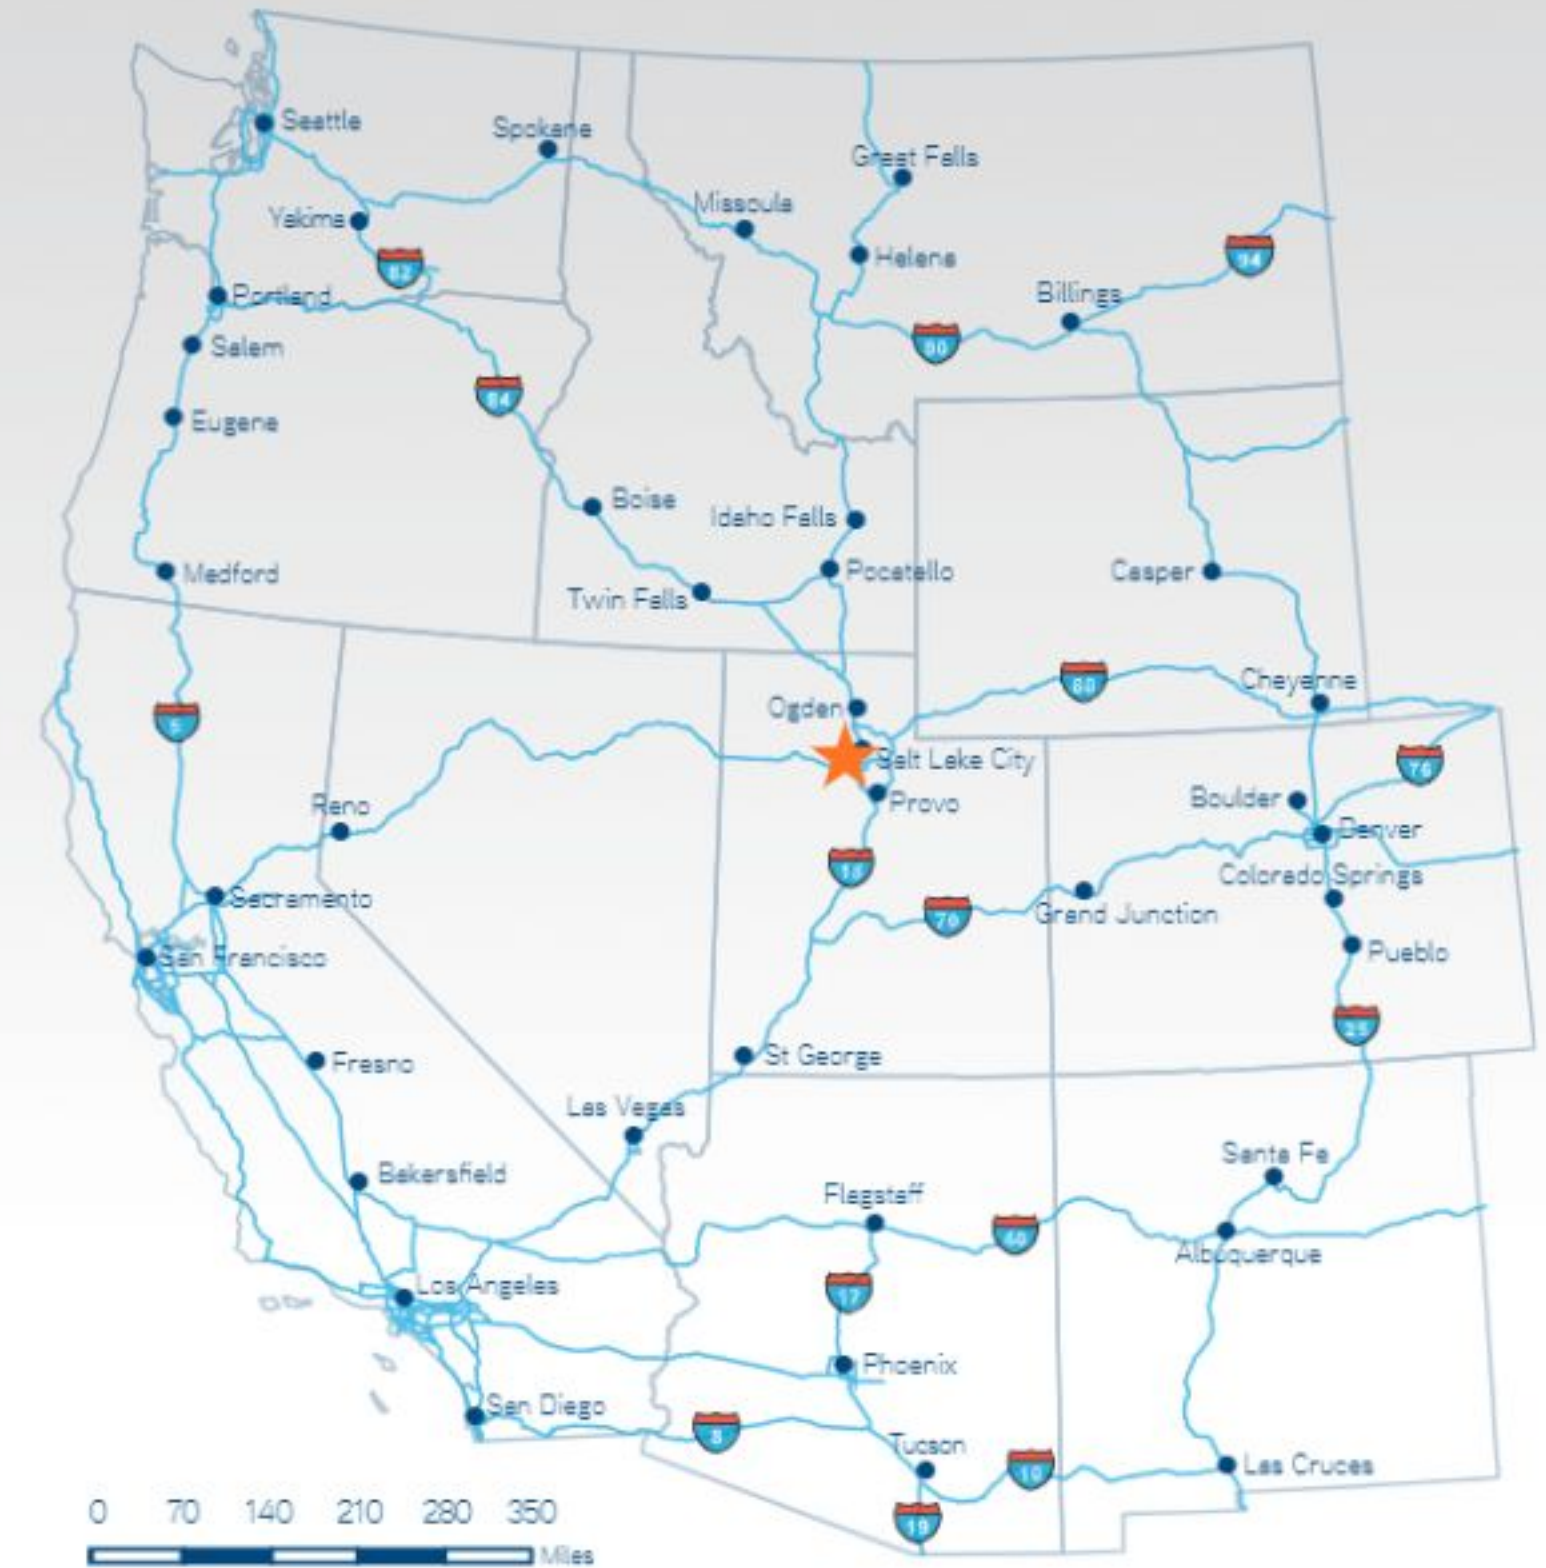 Seattle
Spokane
Great Falls
Missoula
Yakima
Helena
94
82
Portland
Billings
90
Salem
84
Eugene
Boise
Idaho Falls
Medford
Pocatello
Casper
Twin Falls
80
Cheyenne
Ogden
5
Salt Lake City
76
Reno
Provo
Boulder
Denver
15
Colorado Springs
Sacramento
70
Grand Junction
San Francisco
Pueblo
25
St George
Fresno
Las Vegas
Santa Fe
Bakersfield
Flagstaff
40
Albuquerque
Los Angeles
17
Phoenix
San Diego
8
Tucson
10
Las Cruces
0 70 140 210 280 350
19
Miles